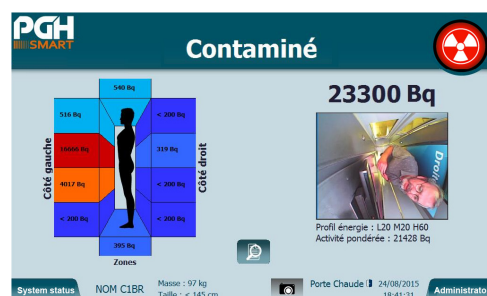 PGH
SMART
Contaminé
540 Bq
516 Bq
< 200 Bq
16666 Bq
319 Bq
4017 Bq
< 200 Bq
< 200 Bq
< 200 Bq
395 Bq
Côté gauche
Côté droit
Zones
23300 Bq
Droit
Profil énergie : L20 M20 H60
Activité pondérée : 21428 Bq
System status
NOM C1BR
Masse : 97 kg
Taille : < 145 cm
Porte Chaude
24/08/2015
18:41:31
Administrato